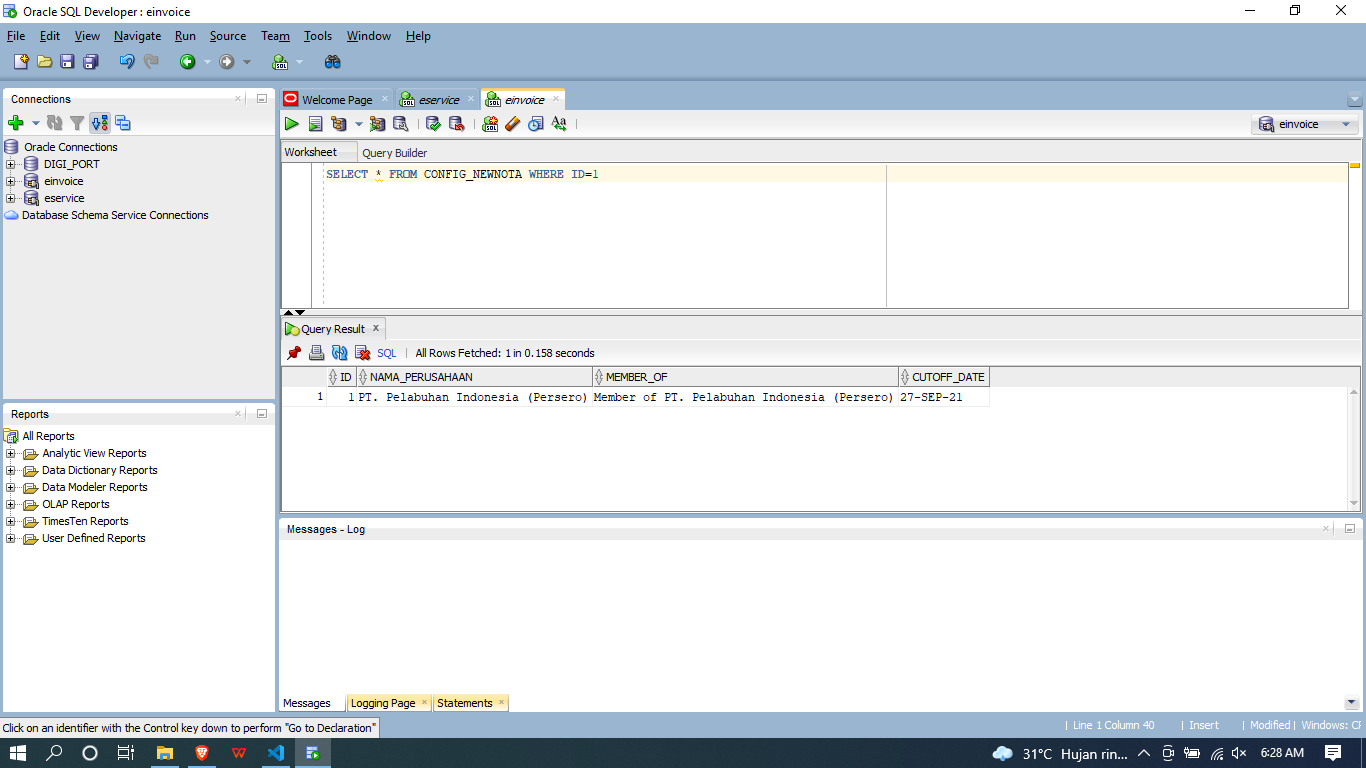 Oracle SQL Developer : einvoice
File Edit View Navigate Run Source Team Tools Window Help
Connections
Oracle Connections
DIGI_PORT
einvoice
eservice
Database Schema Service Connections
Reports
All Reports
Analytic View Reports
Data Dictionary Reports
Data Modeler Reports
OLAP Reports
TimesTen Reports
User Defined Reports
Welcome Page eservice einvoice
einvoice
Worksheet Query Builder
SELECT * FROM CONFIG_NEWNOTA WHERE ID=1
Query Result
SQL | All Rows Fetched: 1 in 0.158 seconds
ID NAMA_PERUSAHAAN MEMBER_OF CUTOFF_DATE
1 1 PT. Pelabuhan Indonesia (Persero) Member of PT. Pelabuhan Indonesia (Persero) 27-SEP-21
Messages - Log
Messages Logging Page Statements
Click on an identifier with the Control key down to perform "Go to Declaration"
| Line 1 Column 40 | Insert | Modified | Windows: CF
31°C Hujan rin... 6:28 AM